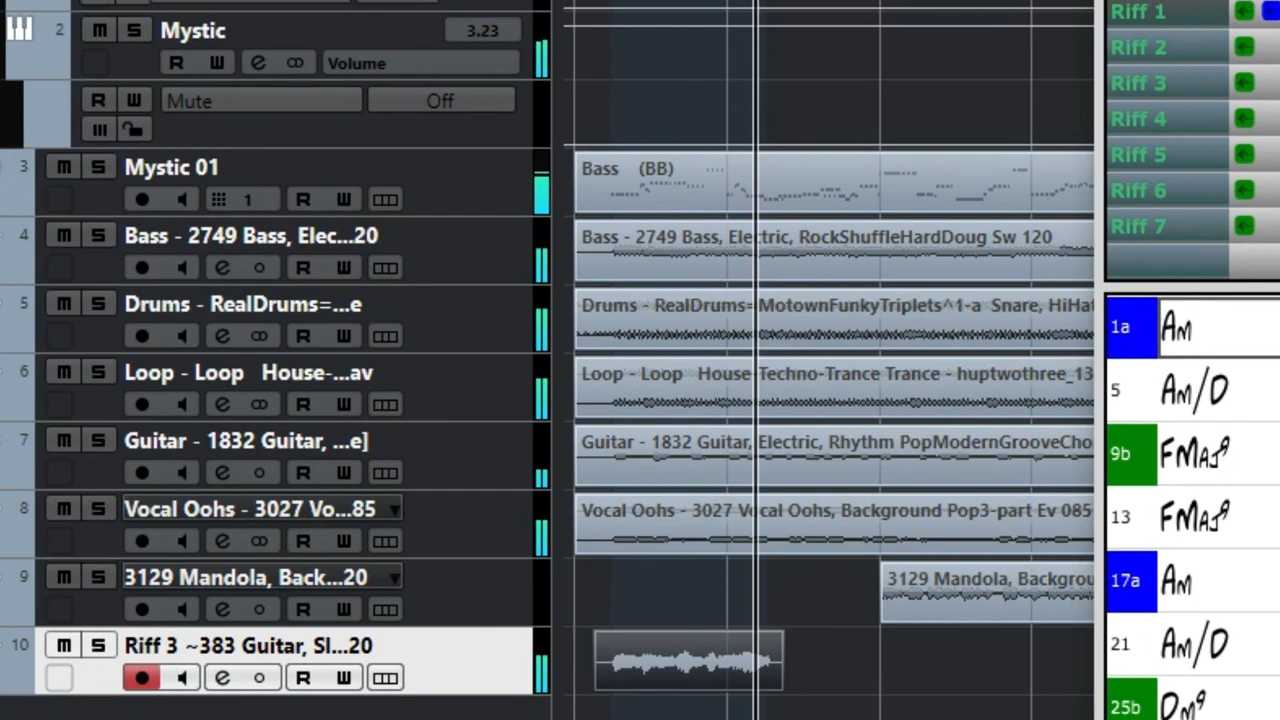 2 M S Mystic 3.23
R W e Volume
R W Mute Off
3 M S Mystic 01
1 R W
4 M S Bass - 2749 Bass, Elec...20
e R W
5 M S Drums - RealDrums=...e
e R W
6 M S Loop - Loop House-...av
e R W
7 M S Guitar - 1832 Guitar, ...e]
e R W
8 M S Vocal Oohs - 3027 Vo...85
e R W
9 M S 3129 Mandola, Back...20
e R W
10 M S Riff 3 ~383 Guitar, Sl...20
e R W
Bass (BB)
Bass - 2749 Bass, Electric, RockShuffleHardDoug Sw 120
Drums - RealDrums=MotownFunkyTriplets^1-a Snare, HiHat
Loop - Loop House-Techno-Trance Trance - huptwothree_13
Guitar - 1832 Guitar, Electric, Rhythm PopModernGrooveCho
Vocal Oohs - 3027 Vocal Oohs, Background Pop3-part Ev 085
3129 Mandola, Backgrou
Riff 1
Riff 2
Riff 3
Riff 4
Riff 5
Riff 6
Riff 7
1a Am
5 Am/D
9b FMaj9
13 FMaj9
17a Am
21 Am/D
25b Dm9